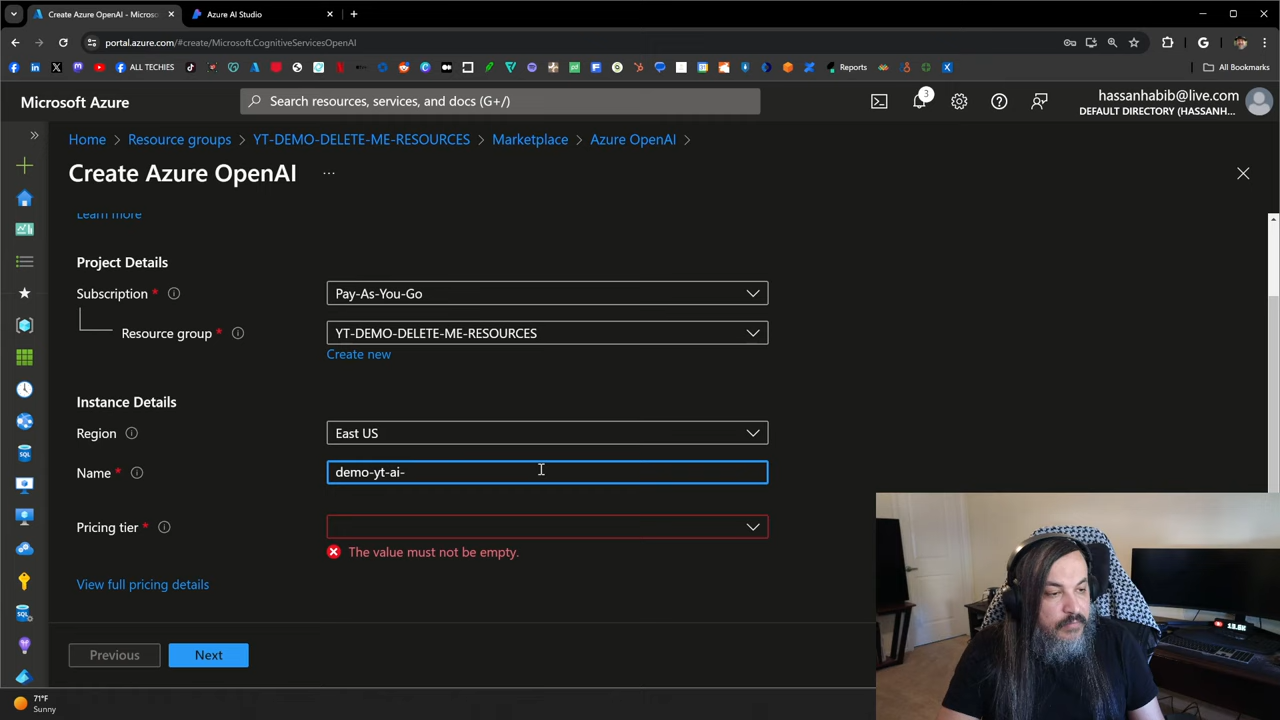 Create Azure OpenAI - Microso
Azure AI Studio
portal.azure.com/#create/Microsoft.CognitiveServicesOpenAI
ALL TECHIES
Reports
All Bookmarks
Microsoft Azure
Search resources, services, and docs (G+/)
3
hassanhabib@live.com
DEFAULT DIRECTORY (HASSANH...
Home > Resource groups > YT-DEMO-DELETE-ME-RESOURCES > Marketplace > Azure OpenAI >
Create Azure OpenAI ...
Learn more
Project Details
Subscription * Pay-As-You-Go
Resource group * YT-DEMO-DELETE-ME-RESOURCES
Create new
Instance Details
Region East US
Name * demo-yt-ai-
Pricing tier *
The value must not be empty.
View full pricing details
Previous Next
71°F
Sunny